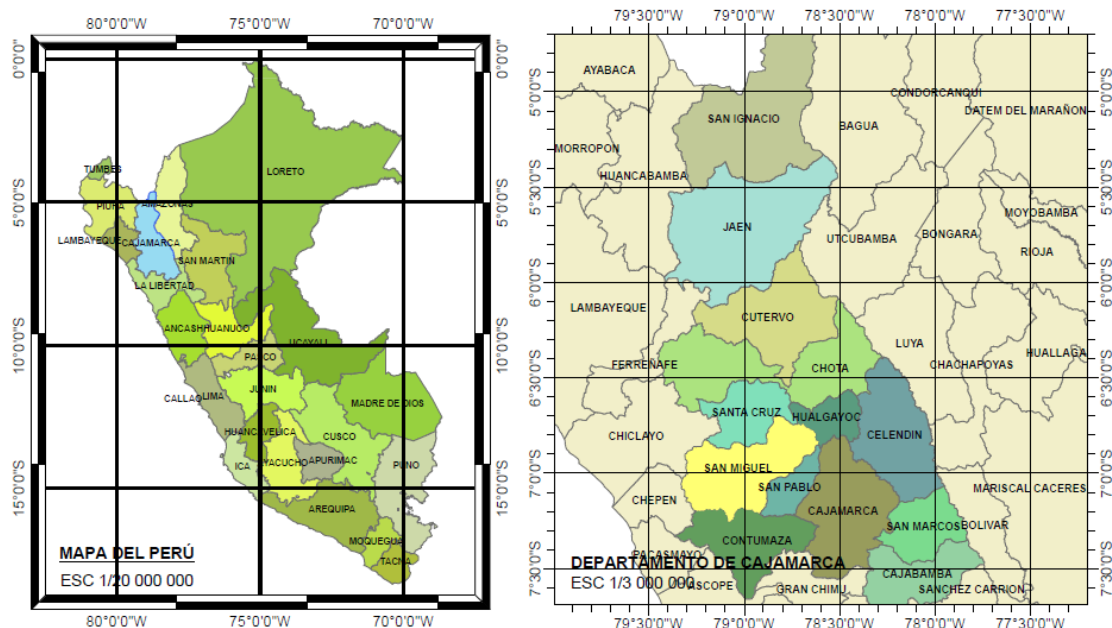 80°0'0"O 75°0'0"O 70°0'0"O
0°0'0" 0°0'0"
TUMBES
LORETO
PIURA
AMAZONAS
5°0'0"S 5°0'0"S
LAMBAYEQUE
CAJAMARCA
SAN MARTIN
LA LIBERTAD
ANCASH
HUANUCO
UCAYALI
10°0'0"S 10°0'0"S
PASCO
JUNIN
CALLAO
LIMA
MADRE DE DIOS
HUANCAVELICA
CUSCO
ICA
AYACUCHO
APURIMAC
PUNO
15°0'0"S 15°0'0"S
AREQUIPA
MOQUEGUA
TACNA
MAPA DEL PERÚ
ESC 1/20 000 000
80°0'0"O 75°0'0"O 70°0'0"O
79°30'0"O 79°0'0"O 78°30'0"O 78°0'0"O 77°30'0"O
AYABACA
5°0'0"S 5°0'0"S
CONDORCANQUI
DATEM DEL MARAÑON
SAN IGNACIO
BAGUA
MORROPON
HUANCABAMBA
5°30'0"S 5°30'0"S
JAEN
UTCUBAMBA
BONGARA
MOYOBAMBA
RIOJA
6°0'0"S 6°0'0"S
LAMBAYEQUE
CUTERVO
LUYA
FERREÑAFE
CHOTA
CHACHAPOYAS
HUALLAGA
6°30'0"S 6°30'0"S
SANTA CRUZ
HUALGAYOC
CHICLAYO
CELENDIN
SAN MIGUEL
7°0'0"S 7°0'0"S
CHEPEN
SAN PABLO
MARISCAL CACERES
CAJAMARCA
SAN MARCOS
BOLIVAR
CONTUMAZA
PACASMAYO
DEPARTAMENTO DE CAJAMARCA
ESC 1/3 000 000
7°30'0"S 7°30'0"S
ASCOPE
GRAN CHIMU
CAJABAMBA
SANCHEZ CARRION
79°30'0"O 79°0'0"O 78°30'0"O 78°0'0"O 77°30'0"O